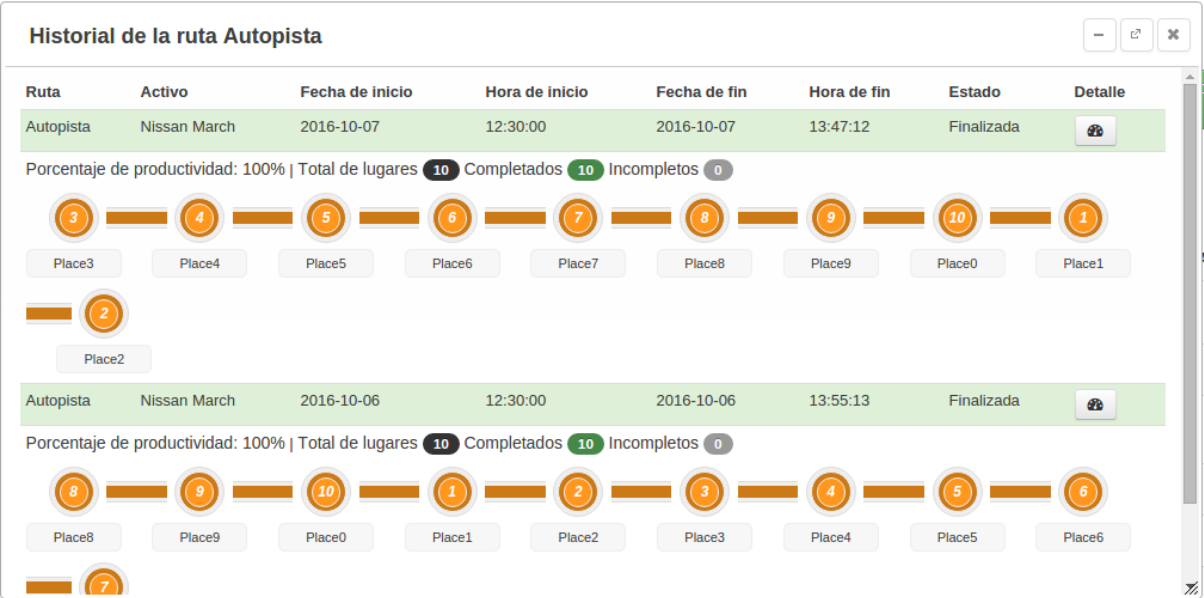 Historial de la ruta Autopista
Ruta Activo Fecha de inicio Hora de inicio Fecha de fin Hora de fin Estado Detalle
Autopista Nissan March 2016-10-07 12:30:00 2016-10-07 13:47:12 Finalizada
Porcentaje de productividad: 100% | Total de lugares 10 Completados 10 Incompletos 0
3 4 5 6 7 8 9 10 1
Place3 Place4 Place5 Place6 Place7 Place8 Place9 Place0 Place1
2
Place2
Autopista Nissan March 2016-10-06 12:30:00 2016-10-06 13:55:13 Finalizada
Porcentaje de productividad: 100% | Total de lugares 10 Completados 10 Incompletos 0
8 9 10 1 2 3 4 5 6
Place8 Place9 Place0 Place1 Place2 Place3 Place4 Place5 Place6
7